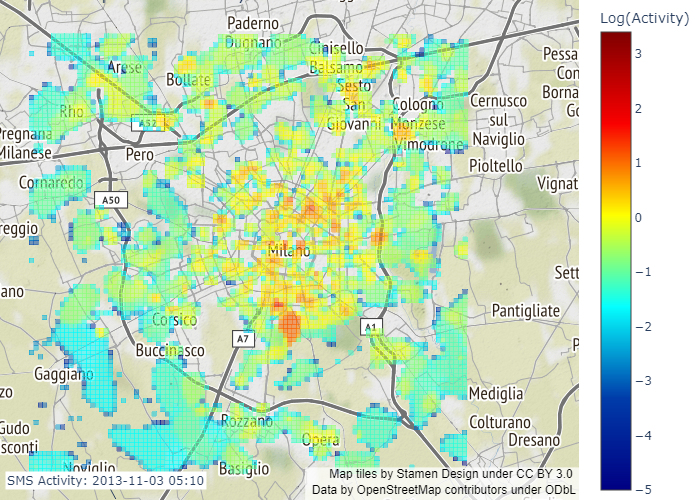 Log(Activity)
3
2
1
0
−1
−2
−3
−4
−5
Paderno
Dugnano
Cinisello
Balsamo
Arese
Bollate
Sesto
San
Giovanni
Cologno
Monzese
Cernusco
sul
Naviglio
Rho
A52
Pero
Vimodrone
Pioltello
Cornaredo
A50
Milano
Corsico
A7
A1
Pantigliate
Buccinasco
Gaggiano
Mediglia
Colturano
Dresano
Rozzano
Opera
Basiglio
Noviglio
Pregnana
Milanese
Pessa
Con
Borna
Go
Vignat
reggio
ano
Sett
P
zo
Gudo
sconti
SMS Activity: 2013-11-03 05:10
Map tiles by Stamen Design under CC BY 3.0
Data by OpenStreetMap contributors under ODbL